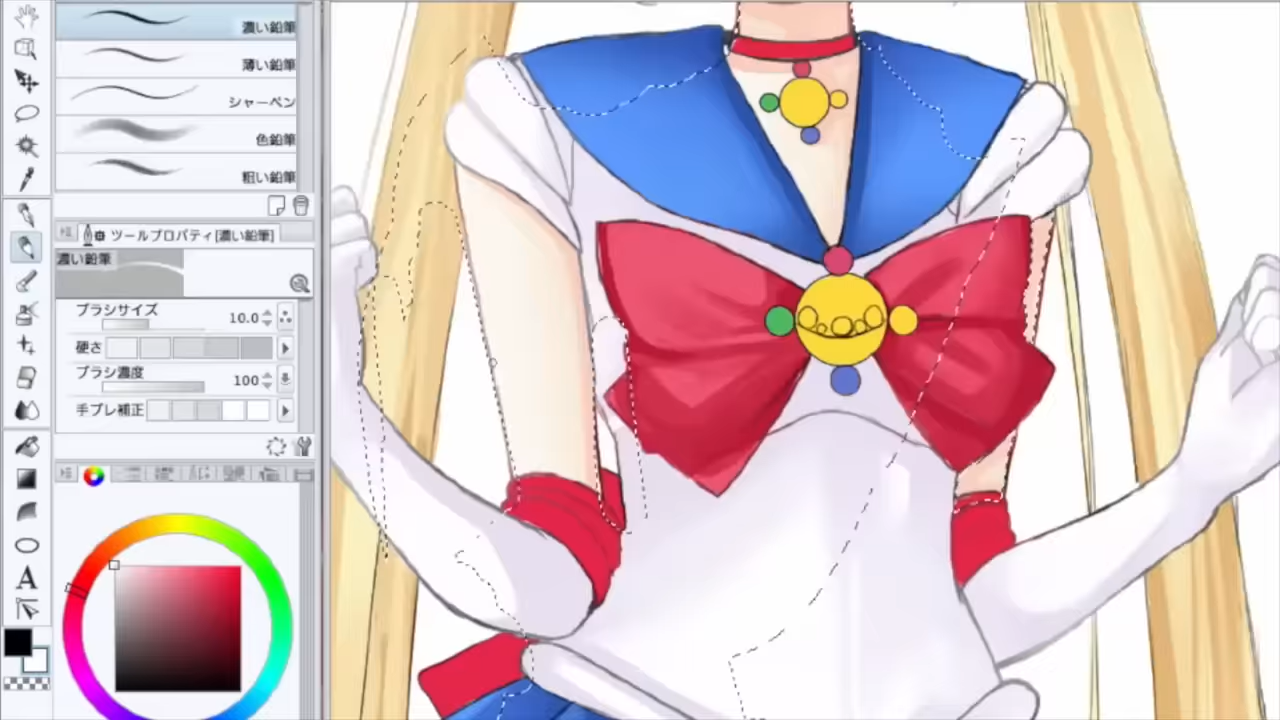 濃い鉛筆
薄い鉛筆
シャーペン
色鉛筆
粗い鉛筆
ツールプロパティ[濃い鉛筆]
濃い鉛筆
ブラシサイズ 10.0
硬さ
ブラシ濃度 100
手ブレ補正
A